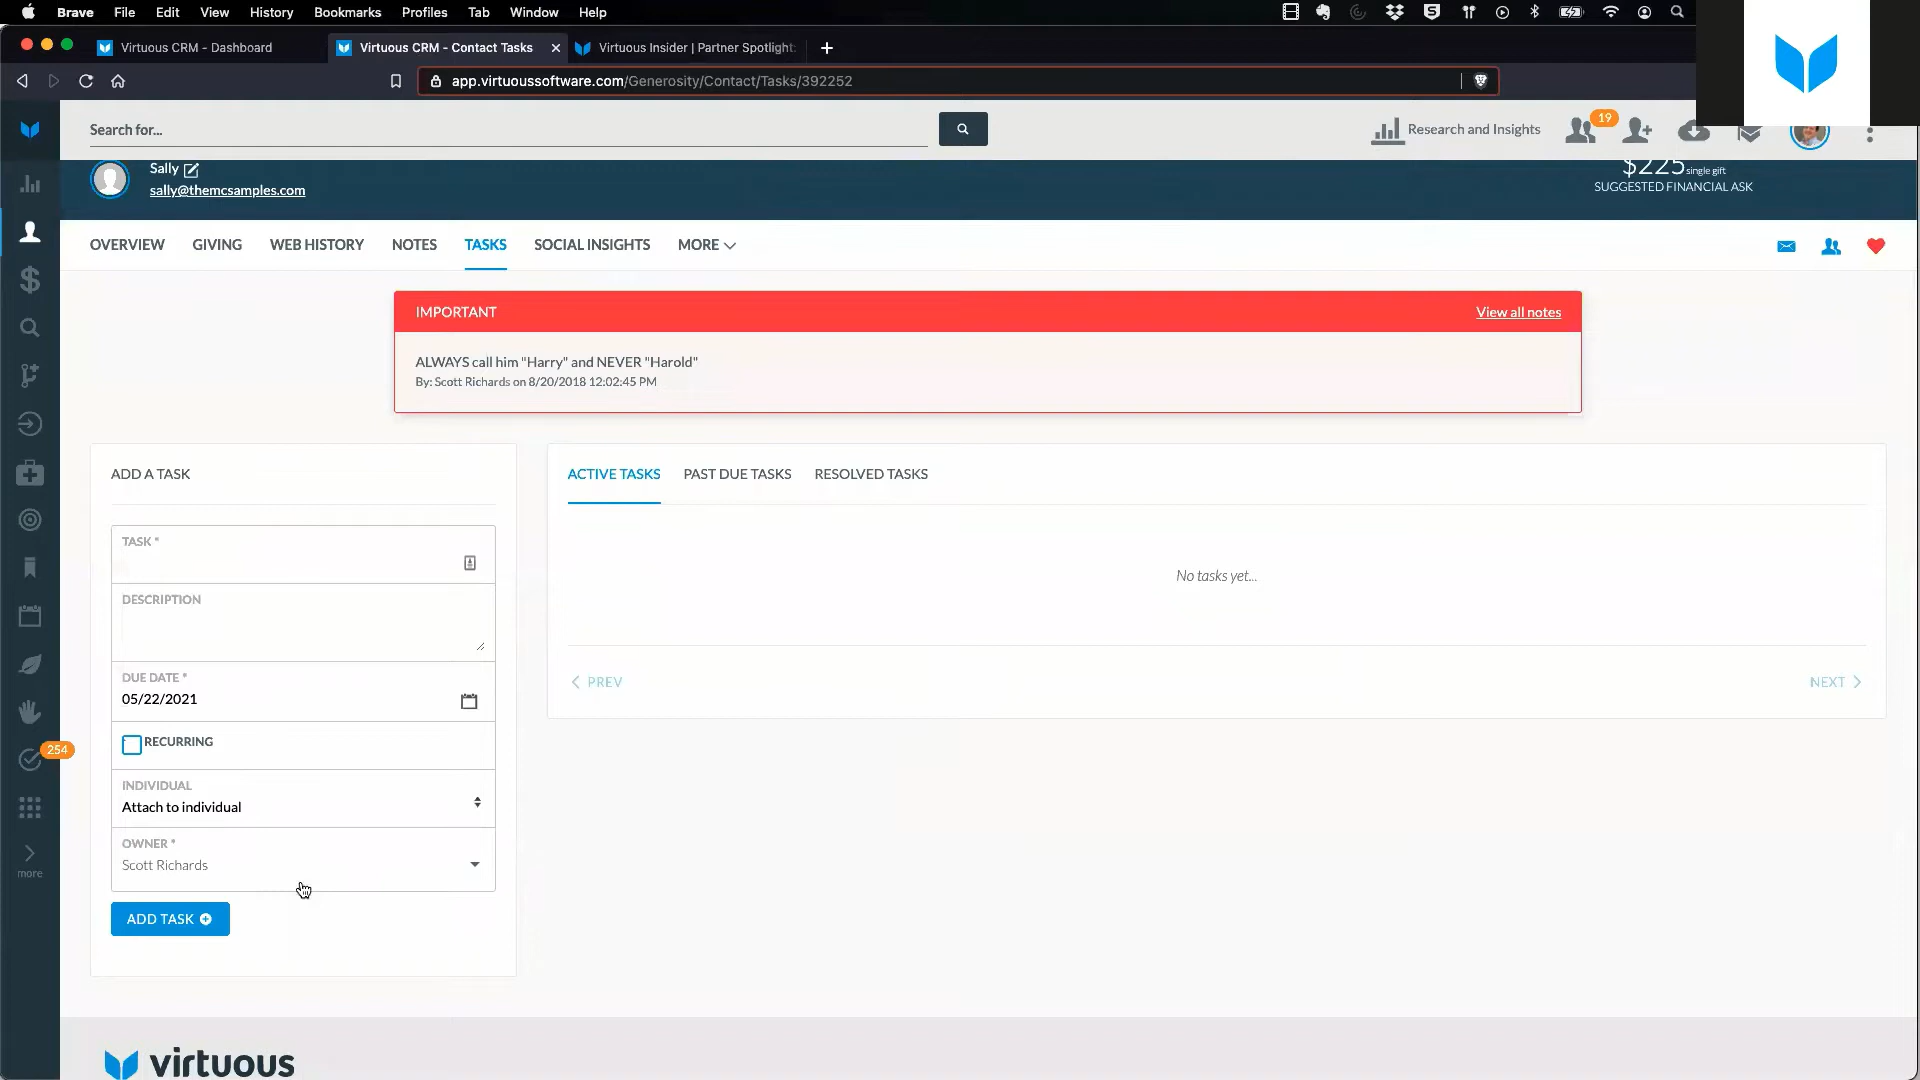 Brave File Edit View History Bookmarks Profiles Tab Window Help
Virtuous CRM - Dashboard
Virtuous CRM - Contact Tasks
Virtuous Insider | Partner Spotlight:
app.virtuoussoftware.com/Generosity/Contact/Tasks/392252
Search for...
Research and Insights
19
Sally
sally@themcsamples.com
$225 single gift
SUGGESTED FINANCIAL ASK
OVERVIEW GIVING WEB HISTORY NOTES TASKS SOCIAL INSIGHTS MORE
IMPORTANT
View all notes
ALWAYS call him "Harry" and NEVER "Harold"
By: Scott Richards on 8/20/2018 12:02:45 PM
ADD A TASK
TASK *
DESCRIPTION
DUE DATE *
05/22/2021
RECURRING
INDIVIDUAL
Attach to individual
OWNER *
Scott Richards
ADD TASK
ACTIVE TASKS PAST DUE TASKS RESOLVED TASKS
No tasks yet...
PREV
NEXT
254
more
virtuous